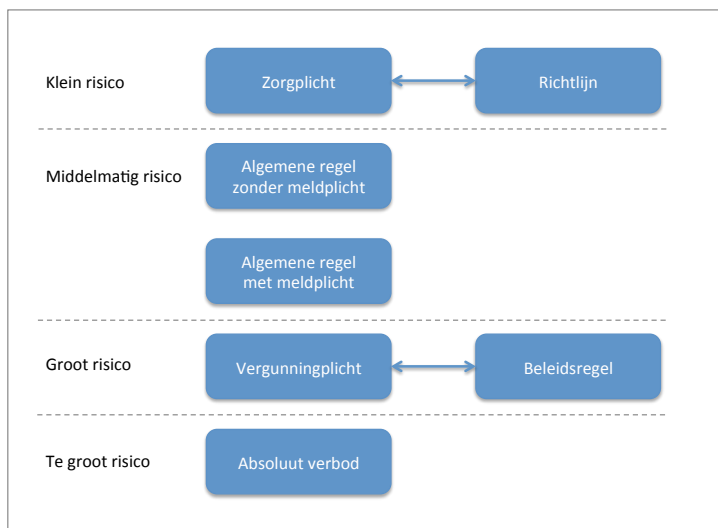 Klein risico
Zorgplicht
Richtlijn
Middelmatig risico
Algemene regel
zonder meldplicht
Algemene regel
met meldplicht
Groot risico
Vergunningplicht
Beleidsregel
Te groot risico
Absoluut verbod